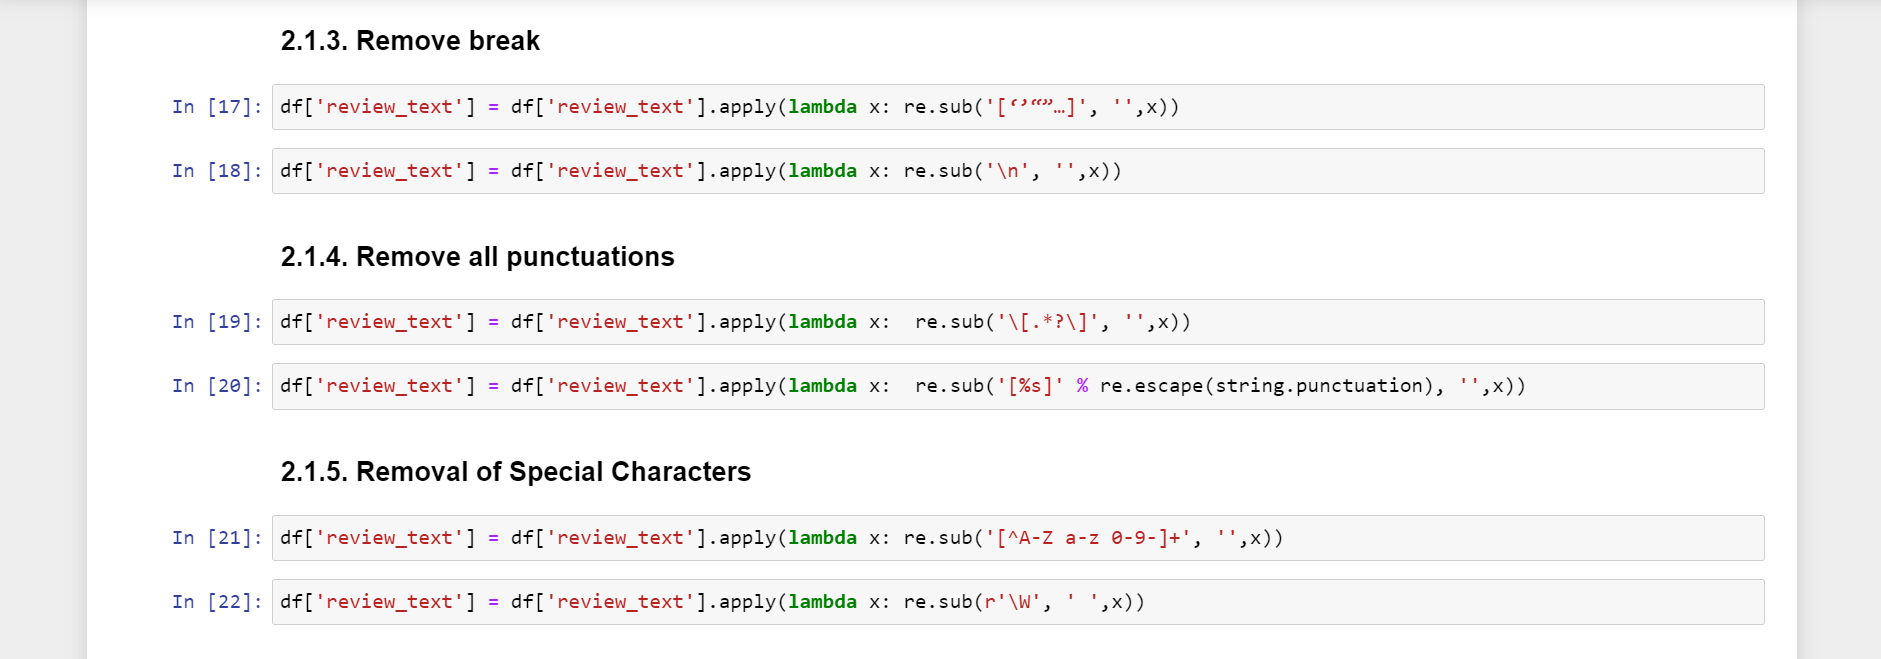 2.1.3. Remove break
In [17]: df['review_text'] = df['review_text'].apply(lambda x: re.sub('[‘’“”…]', '',x))
In [18]: df['review_text'] = df['review_text'].apply(lambda x: re.sub('\n', '',x))
2.1.4. Remove all punctuations
In [19]: df['review_text'] = df['review_text'].apply(lambda x:  re.sub('\[.*?\]', '',x))
In [20]: df['review_text'] = df['review_text'].apply(lambda x:  re.sub('[%s]' % re.escape(string.punctuation), '',x))
2.1.5. Removal of Special Characters
In [21]: df['review_text'] = df['review_text'].apply(lambda x: re.sub('[^A-Z a-z 0-9-]+', '',x))
In [22]: df['review_text'] = df['review_text'].apply(lambda x: re.sub(r'\W', ' ',x))